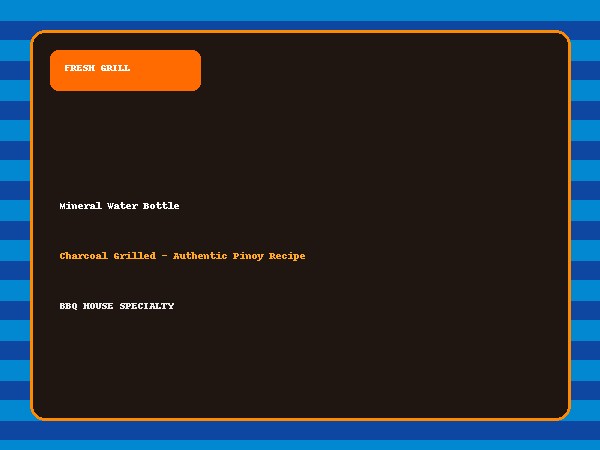 FRESH GRILL
Mineral Water Bottle
Charcoal Grilled - Authentic Pinoy Recipe
BBQ HOUSE SPECIALTY